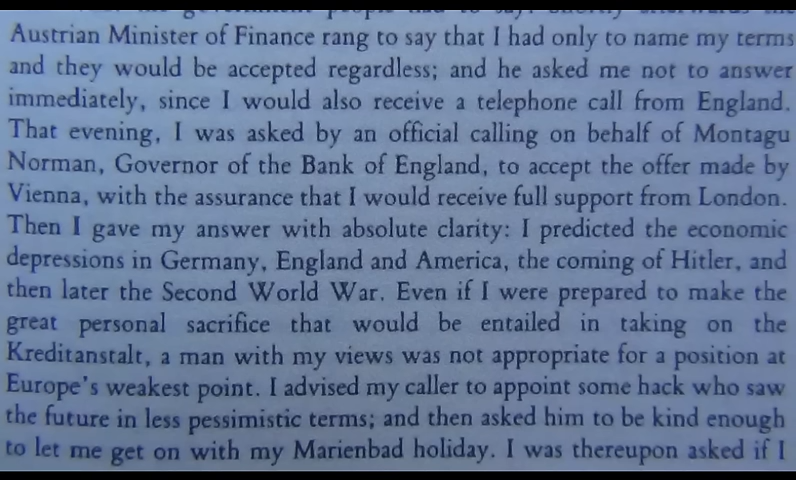 Austrian Minister of Finance rang to say that I had only to name my terms
and they would be accepted regardless; and he asked me not to answer
immediately, since I would also receive a telephone call from England.
That evening, I was asked by an official calling on behalf of Montagu
Norman, Governor of the Bank of England, to accept the offer made by
Vienna, with the assurance that I would receive full support from London.
Then I gave my answer with absolute clarity: I predicted the economic
depressions in Germany, England and America, the coming of Hitler, and
then later the Second World War. Even if I were prepared to make the
great personal sacrifice that would be entailed in taking on the
Kreditanstalt, a man with my views was not appropriate for a position at
Europe's weakest point. I advised my caller to appoint some hack who saw
the future in less pessimistic terms; and then asked him to be kind enough
to let me get on with my Marienbad holiday. I was thereupon asked if I